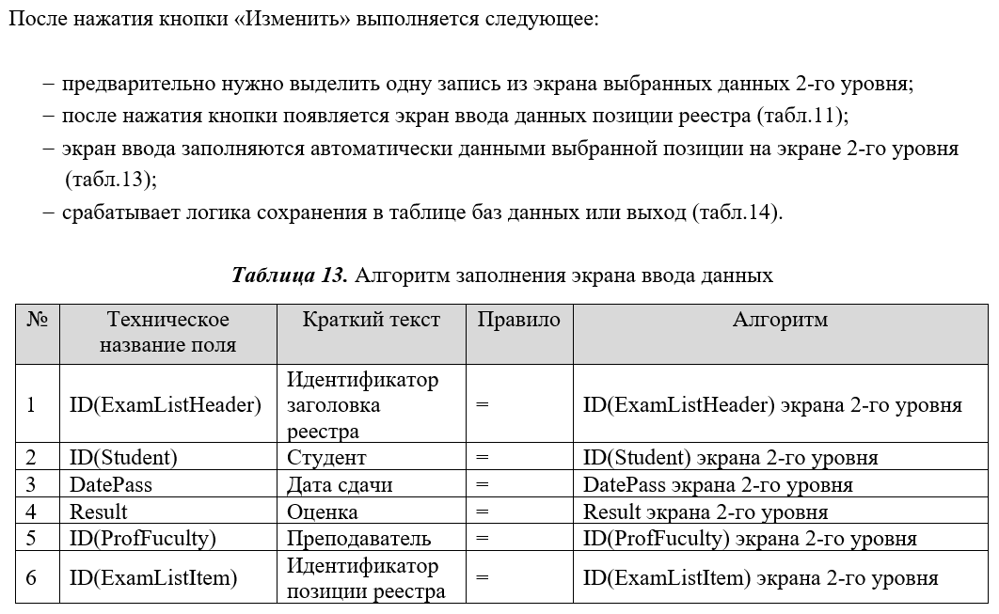 После нажатия кнопки «Изменить» выполняется следующее:
– предварительно нужно выделить одну запись из экрана выбранных данных 2-го уровня;
– после нажатия кнопки появляется экран ввода данных позиции реестра (табл.11);
– экран ввода заполняются автоматически данными выбранной позиции на экране 2-го уровня
(табл.13);
– срабатывает логика сохранения в таблице баз данных или выход (табл.14).
Таблица 13. Алгоритм заполнения экрана ввода данных
№ Техническое название поля Краткий текст Правило Алгоритм
1 ID(ExamListHeader) Идентификатор заголовка реестра = ID(ExamListHeader) экрана 2-го уровня
2 ID(Student) Студент = ID(Student) экрана 2-го уровня
3 DatePass Дата сдачи = DatePass экрана 2-го уровня
4 Result Оценка = Result экрана 2-го уровня
5 ID(ProfFuculty) Преподаватель = ID(ProfFuculty) экрана 2-го уровня
6 ID(ExamListItem) Идентификатор позиции реестра = ID(ExamListItem) экрана 2-го уровня